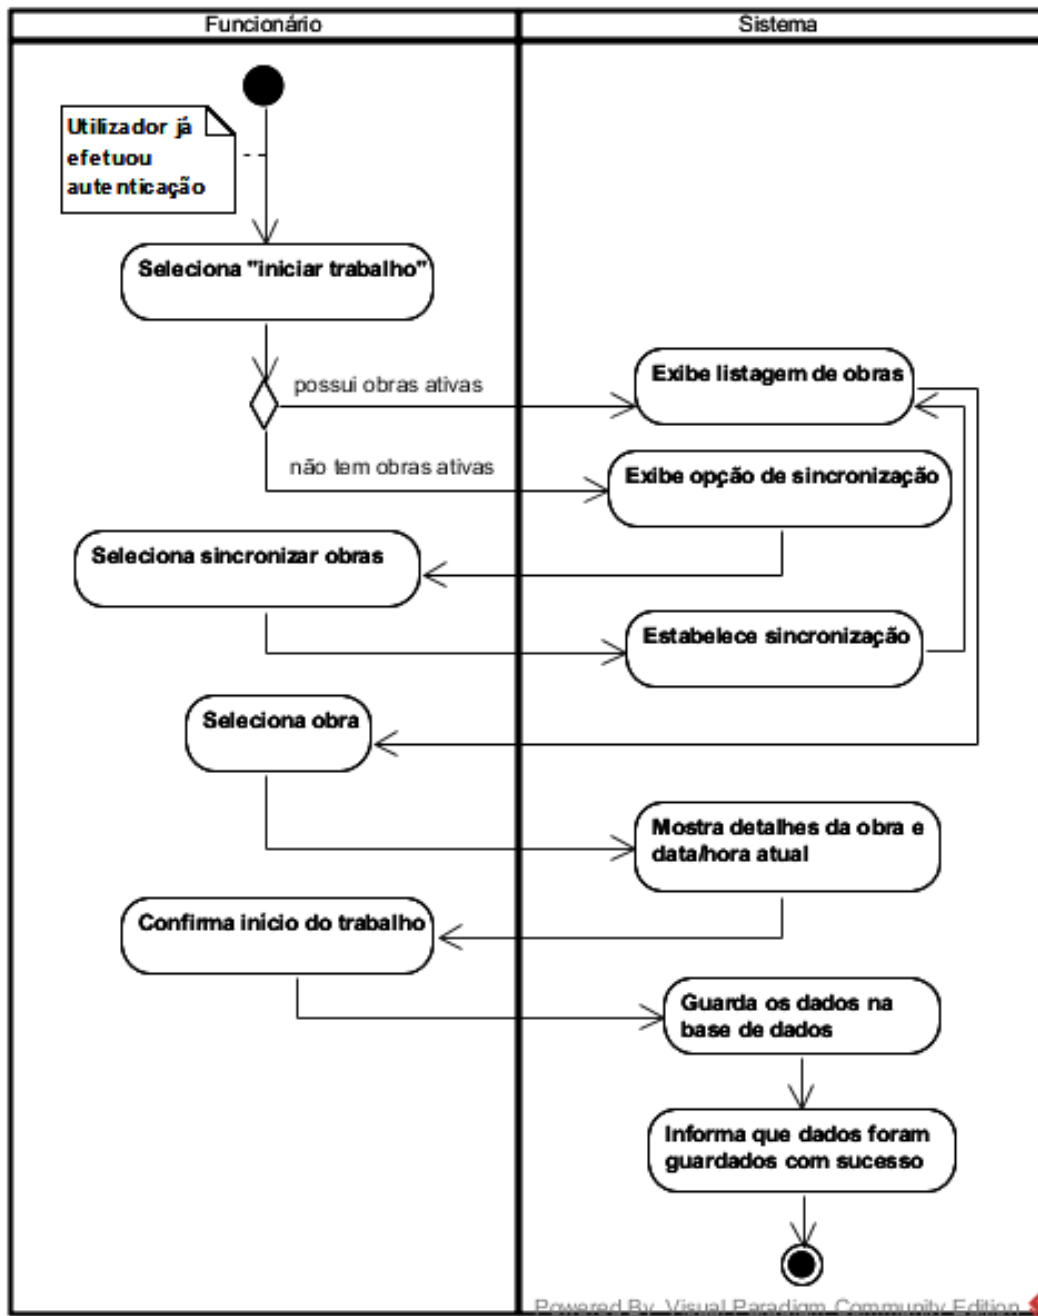 Funcionário
Sistema
Utilizador já
efetuou
autenticação
Seleciona "iniciar trabalho"
possui obras ativas
Exibe listagem de obras
não tem obras ativas
Exibe opção de sincronização
Seleciona sincronizar obras
Estabelece sincronização
Seleciona obra
Mostra detalhes da obra e
data/hora atual
Confirma inicio do trabalho
Guarda os dados na
base de dados
Informa que dados foram
guardados com sucesso
Powered By Visual Paradigm Community Edition